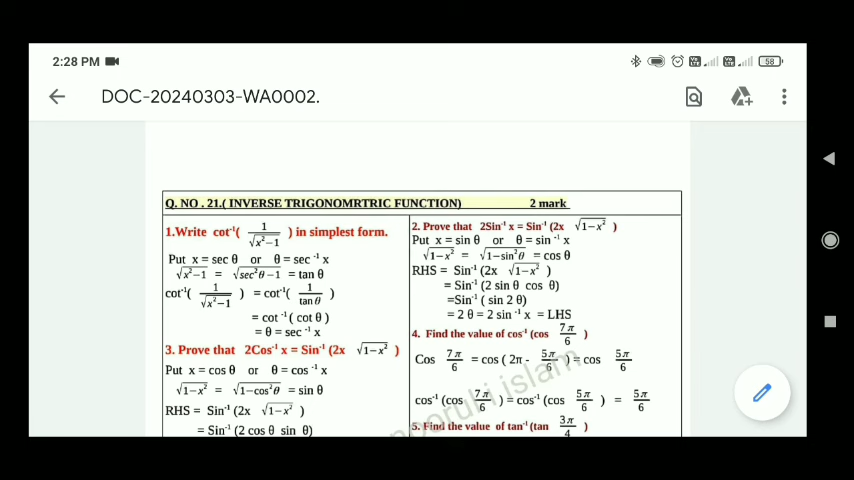 2:28 PM
58
DOC-20240303-WA0002.
Q. NO . 21.( INVERSE TRIGONOMRTRIC FUNCTION) 2 mark
1.Write cot⁻¹( 1/√x²−1 ) in simplest form.
Put x = sec θ or θ = sec ⁻¹ x
√x²−1 = √sec²θ−1 = tan θ
cot⁻¹( 1/√x²−1 ) = cot⁻¹( 1/tan θ )
= cot ⁻¹ ( cot θ )
= θ = sec ⁻¹ x
3. Prove that 2Cos⁻¹ x = Sin⁻¹ (2x √1−x² )
Put x = cos θ or θ = cos ⁻¹ x
√1−x² = √1−cos²θ = sin θ
RHS = Sin⁻¹ (2x √1−x² )
= Sin⁻¹ (2 cos θ sin θ)
2. Prove that 2Sin⁻¹ x = Sin⁻¹ (2x √1−x² )
Put x = sin θ or θ = sin ⁻¹ x
√1−x² = √1−sin²θ = cos θ
RHS = Sin⁻¹ (2x √1−x² )
= Sin⁻¹ (2 sin θ cos θ)
=Sin⁻¹ ( sin 2θ)
= 2 θ = 2 sin ⁻¹ x = LHS
4. Find the value of cos⁻¹ (cos 7π/6 )
Cos 7π/6 = cos ( 2π - 5π/6 ) = cos 5π/6
cos⁻¹ (cos 7π/6 ) = cos⁻¹ (cos 5π/6 ) = 5π/6
5. Find the value of tan⁻¹ (tan 3π/4 )
islam